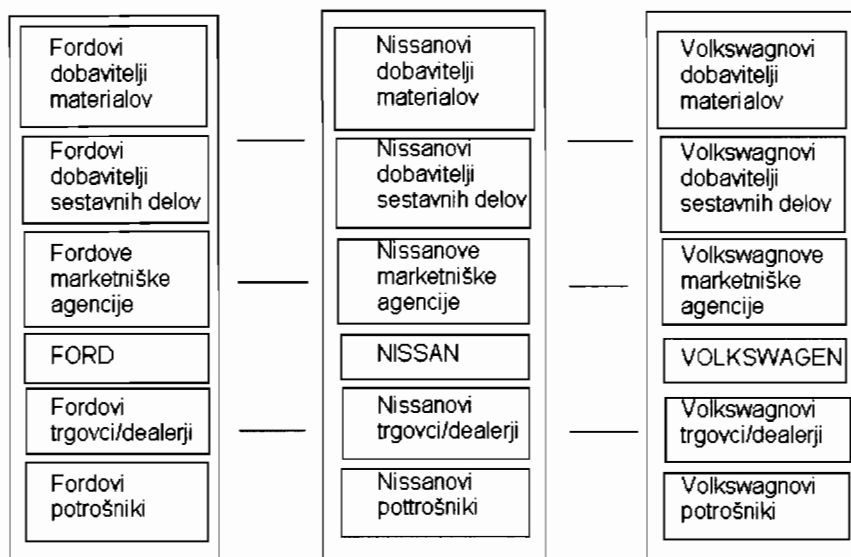 Fordovi
dobavitelji
materialov
Fordovi
dobavitelji
sestavnih delov
Fordove
marketniške
agencije
FORD
Fordovi
trgovci/dealerji
Fordovi
potrošniki
Nissanovi
dobavitelji
materialov
Nissanovi
dobavitelji
sestavnih delov
Nissanove
marketniške
agencije
NISSAN
Nissanovi
trgovci/dealerji
Nissanovi
pottrošniki
Volkswagnovi
dobavitelji
materialov
Volkswagnovi
dobavitelji
sestavnih delov
Volkswagnove
marketniške
agencije
VOLKSWAGEN
Volkswagnovi
trgovci/dealerji
Volkswagnovi
potrošniki